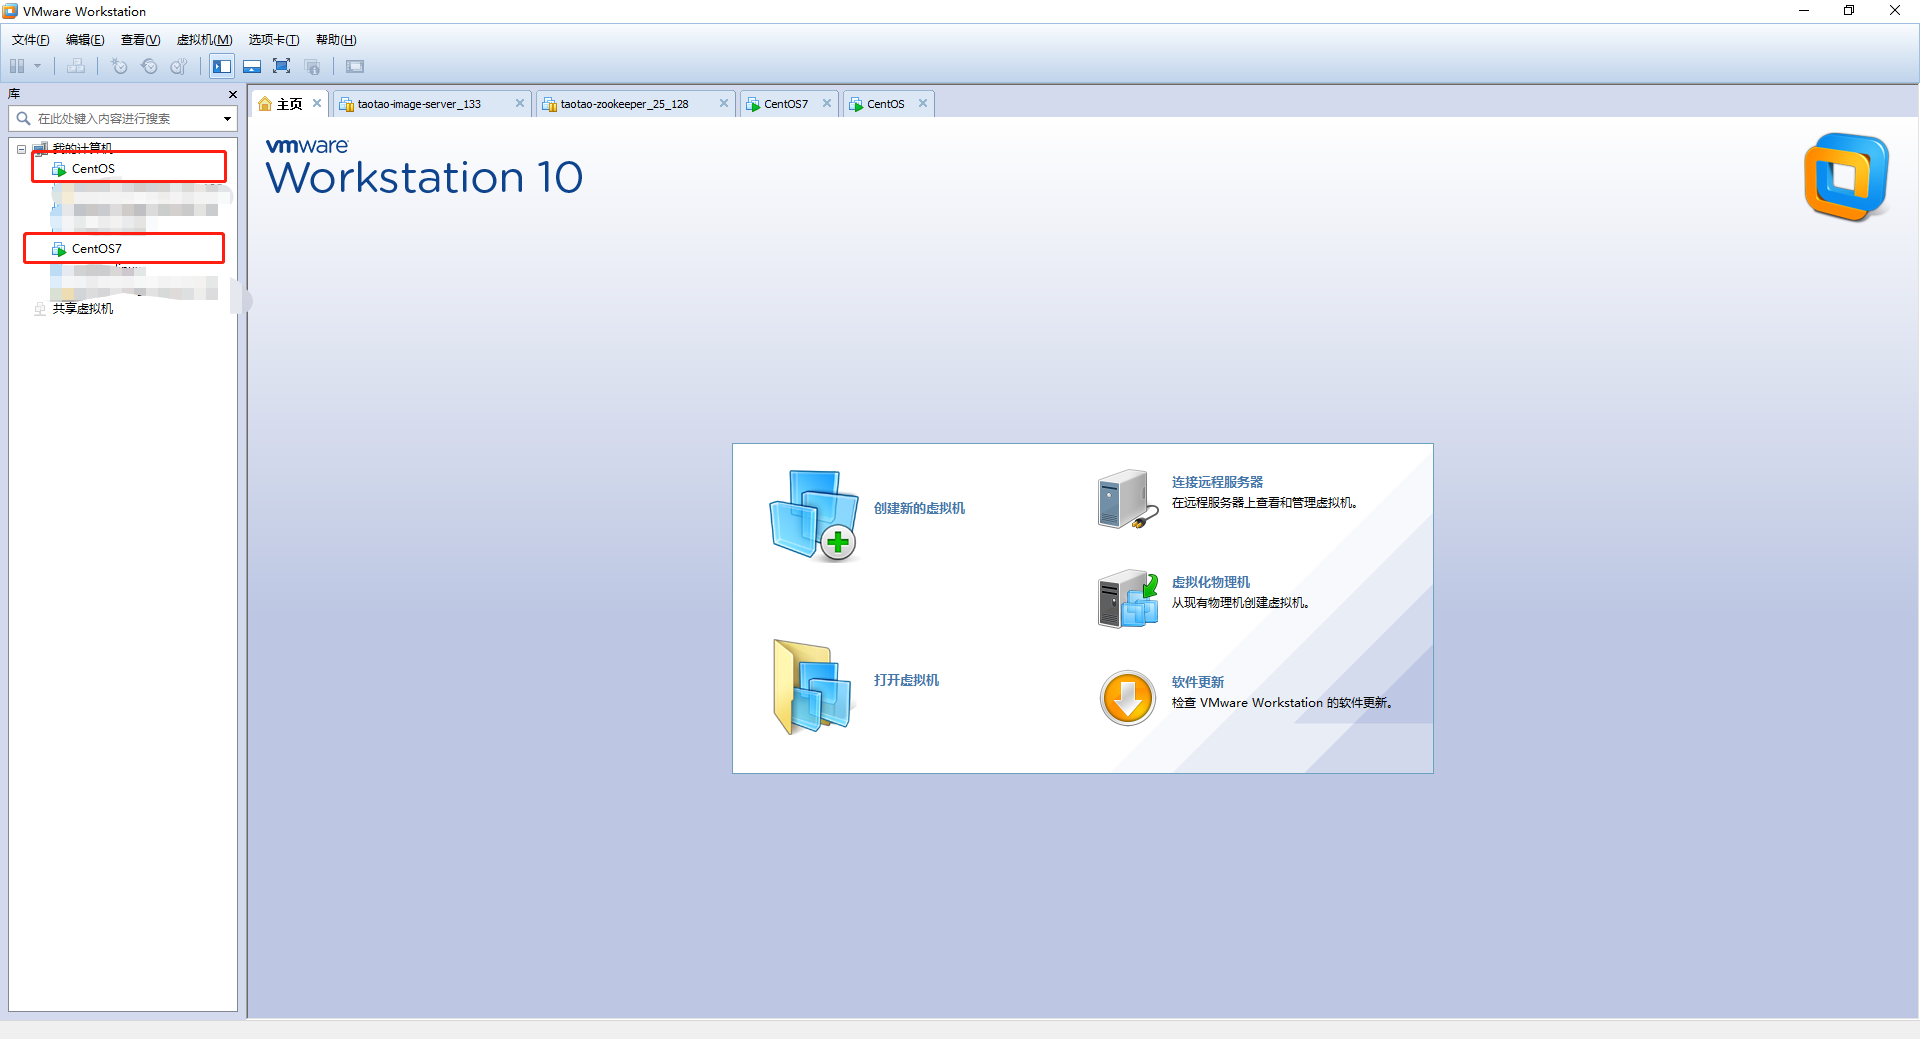 VMware Workstation
文件(F) 编辑(E) 查看(V) 虚拟机(M) 选项卡(T) 帮助(H)
库
在此处键入内容进行搜索
我的计算机
CentOS
CentOS7
共享虚拟机
主页 taotao-image-server_133 taotao-zookeeper_25_128 CentOS7 CentOS
vmware
Workstation 10
创建新的虚拟机
打开虚拟机
连接远程服务器
在远程服务器上查看和管理虚拟机。
虚拟化物理机
从现有物理机创建虚拟机。
软件更新
检查 VMware Workstation 的软件更新。